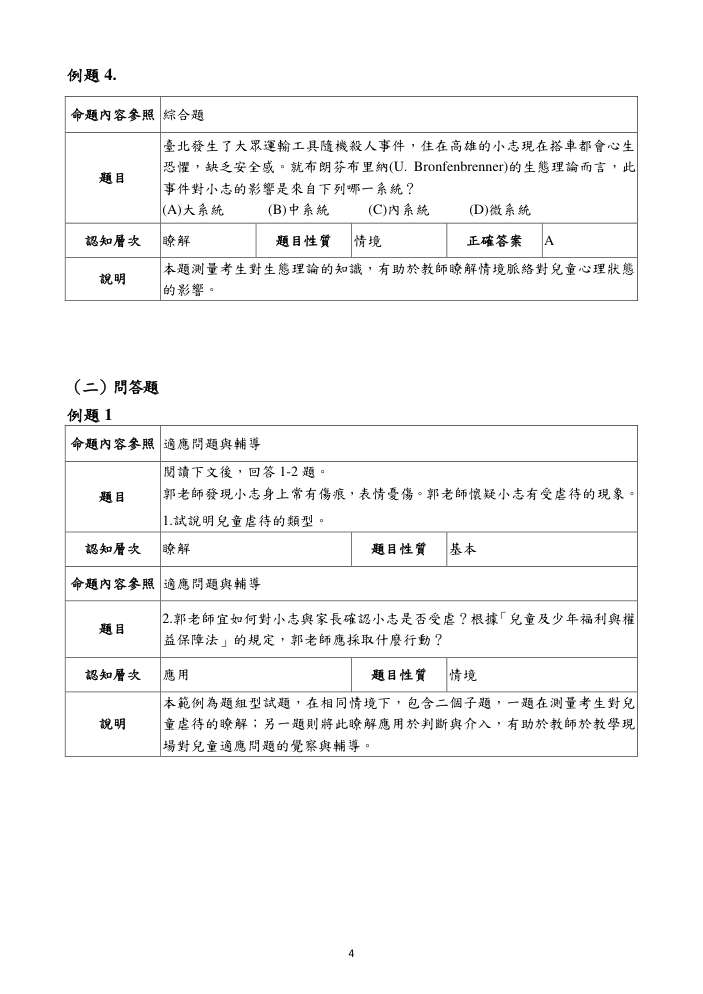 例題 4.
命題內容參照 綜合題
題目
臺北發生了大眾運輸工具隨機殺人事件，住在高雄的小志現在搭車都會心生
恐懼，缺乏安全感。就布朗芬布里納(U. Bronfenbrenner)的生態理論而言，此
事件對小志的影響是來自下列哪一系統？
(A)大系統 (B)中系統 (C)內系統 (D)微系統
認知層次 瞭解 題目性質 情境 正確答案 A
說明
本題測量考生對生態理論的知識，有助於教師瞭解情境脈絡對兒童心理狀態
的影響。
（二）問答題
例題 1
命題內容參照 適應問題與輔導
題目
閱讀下文後，回答 1-2 題。
郭老師發現小志身上常有傷痕，表情憂傷。郭老師懷疑小志有受虐待的現象。
1.試說明兒童虐待的類型。
認知層次 瞭解 題目性質 基本
命題內容參照 適應問題與輔導
題目
2.郭老師宜如何對小志與家長確認小志是否受虐？根據「兒童及少年福利與權
益保障法」的規定，郭老師應採取什麼行動？
認知層次 應用 題目性質 情境
說明
本範例為題組型試題，在相同情境下，包含二個子題，一題在測量考生對兒
童虐待的瞭解；另一題則將此瞭解應用於判斷與介入，有助於教師於教學現
場對兒童適應問題的覺察與輔導。
4